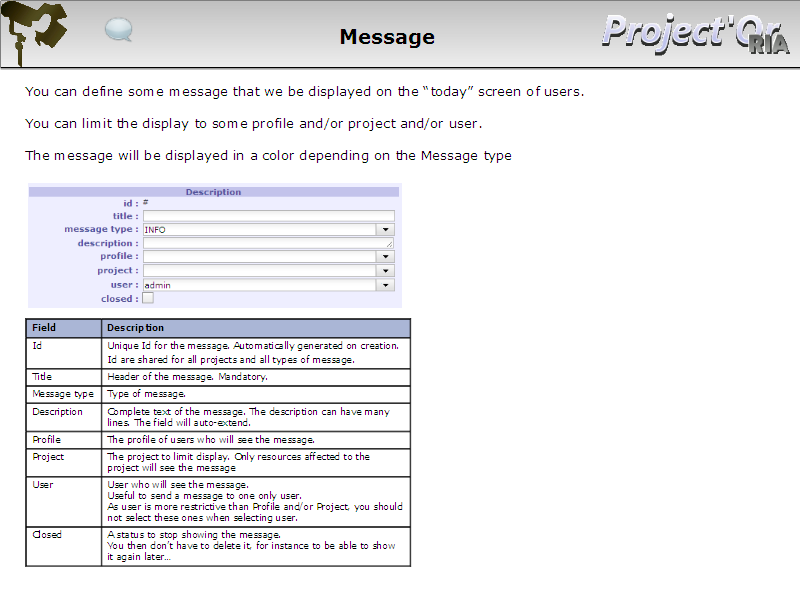 Message
Project'Or
RIA
You can define some message that we be displayed on the “today” screen of users.
You can limit the display to some profile and/or project and/or user.
The message will be displayed in a color depending on the Message type
Description
id : #
title :
message type : INFO
description :
profile :
project :
user : admin
closed :
Field Description
Id Unique Id for the message. Automatically generated on creation.
Id are shared for all projects and all types of message.
Title Header of the message. Mandatory.
Message type Type of message.
Description Complete text of the message. The description can have many
lines. The field will auto-extend.
Profile The profile of users who will see the message.
Project The project to limit display. Only resources affected to the
project will see the message
User User who will see the message.
Useful to send a message to one only user.
As user is more restrictive than Profile and/or Project, you should
not select these ones when selecting user.
Closed A status to stop showing the message.
You then don’t have to delete it, for instance to be able to show
it again later…